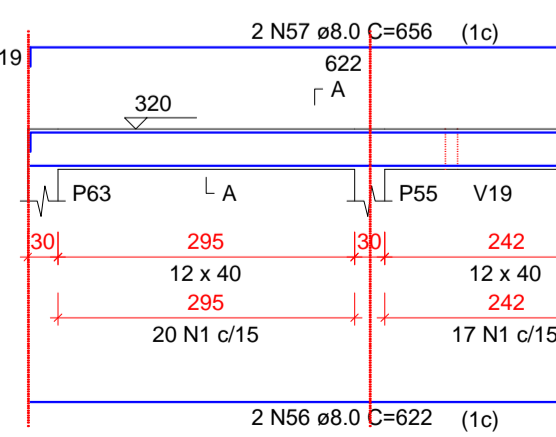 2 N57 ø8.0 C=656 (1c)
19 622
A
320
P63 A P55 V19
30 295 30 242
12 x 40 12 x 40
295 242
20 N1 c/15 17 N1 c/15
2 N56 ø8.0 C=622 (1c)